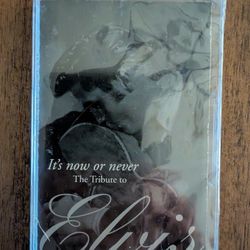 It's now or never
The Tribute to
Elvis